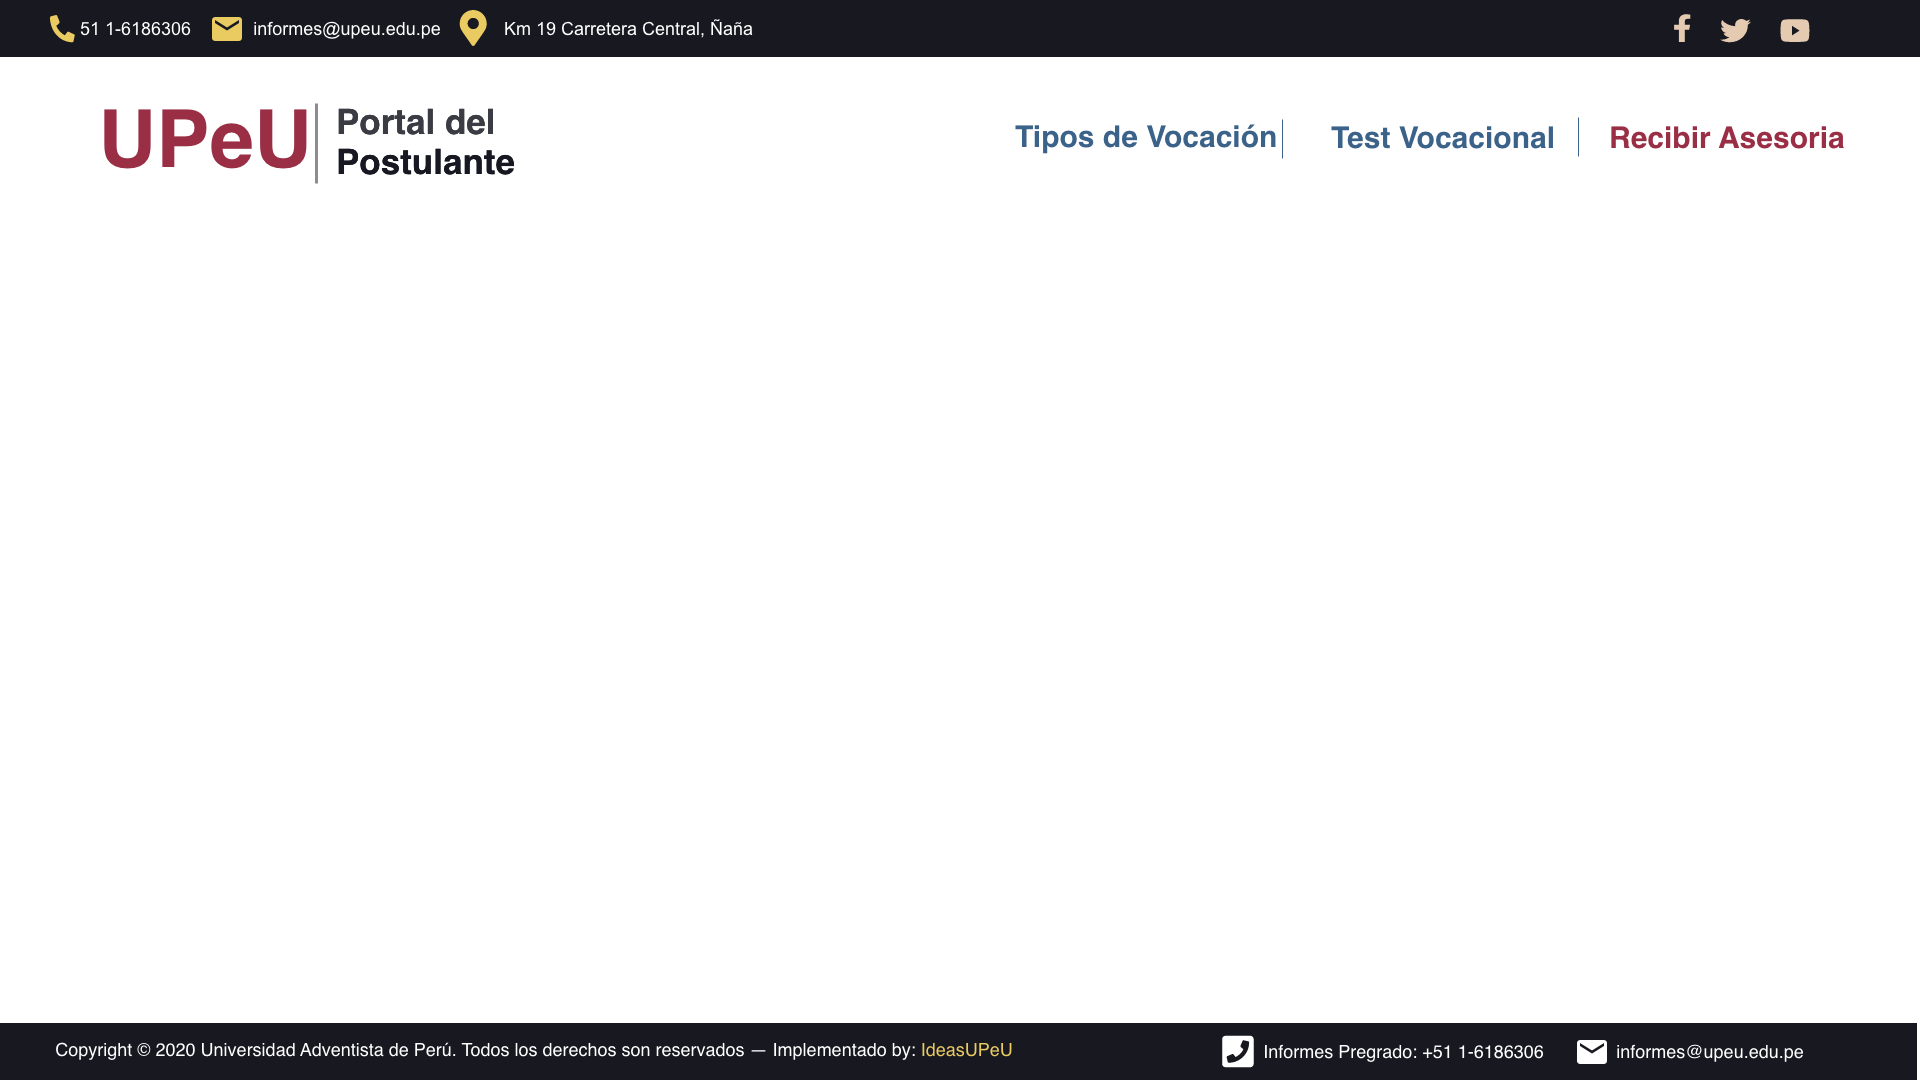 51 1-6186306 informes@upeu.edu.pe Km 19 Carretera Central, Ñaña
UPeU
Portal del
Postulante
Tipos de Vocación
Test Vocacional
Recibir Asesoria
Copyright © 2020 Universidad Adventista de Perú. Todos los derechos son reservados — Implementado by: IdeasUPeU
Informes Pregrado: +51 1-6186306
informes@upeu.edu.pe